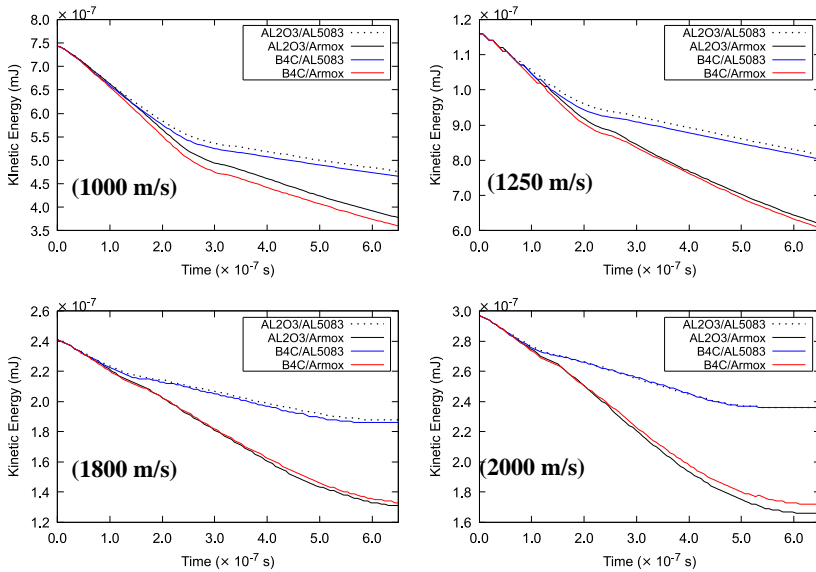 × 10⁻⁷
8.0
7.5
7.0
6.5
6.0
5.5
5.0
4.5
4.0
3.5
Kinetic Energy (mJ)
AL2O3/AL5083
AL2O3/Armox
B4C/AL5083
B4C/Armox
(1000 m/s)
0.0 1.0 2.0 3.0 4.0 5.0 6.0
Time (× 10⁻⁷ s)
× 10⁻⁷
1.2
1.1
1.0
9.0
8.0
7.0
6.0
Kinetic Energy (mJ)
AL2O3/AL5083
AL2O3/Armox
B4C/AL5083
B4C/Armox
(1250 m/s)
0.0 1.0 2.0 3.0 4.0 5.0 6.0
Time (× 10⁻⁷ s)
× 10⁻⁷
2.6
2.4
2.2
2.0
1.8
1.6
1.4
1.2
Kinetic Energy (mJ)
AL2O3/AL5083
AL2O3/Armox
B4C/AL5083
B4C/Armox
(1800 m/s)
0.0 1.0 2.0 3.0 4.0 5.0 6.0
Time (× 10⁻⁷ s)
× 10⁻⁷
3.0
2.8
2.6
2.4
2.2
2.0
1.8
1.6
Kinetic Energy (mJ)
AL2O3/AL5083
AL2O3/Armox
B4C/AL5083
B4C/Armox
(2000 m/s)
0.0 1.0 2.0 3.0 4.0 5.0 6.0
Time (× 10⁻⁷ s)